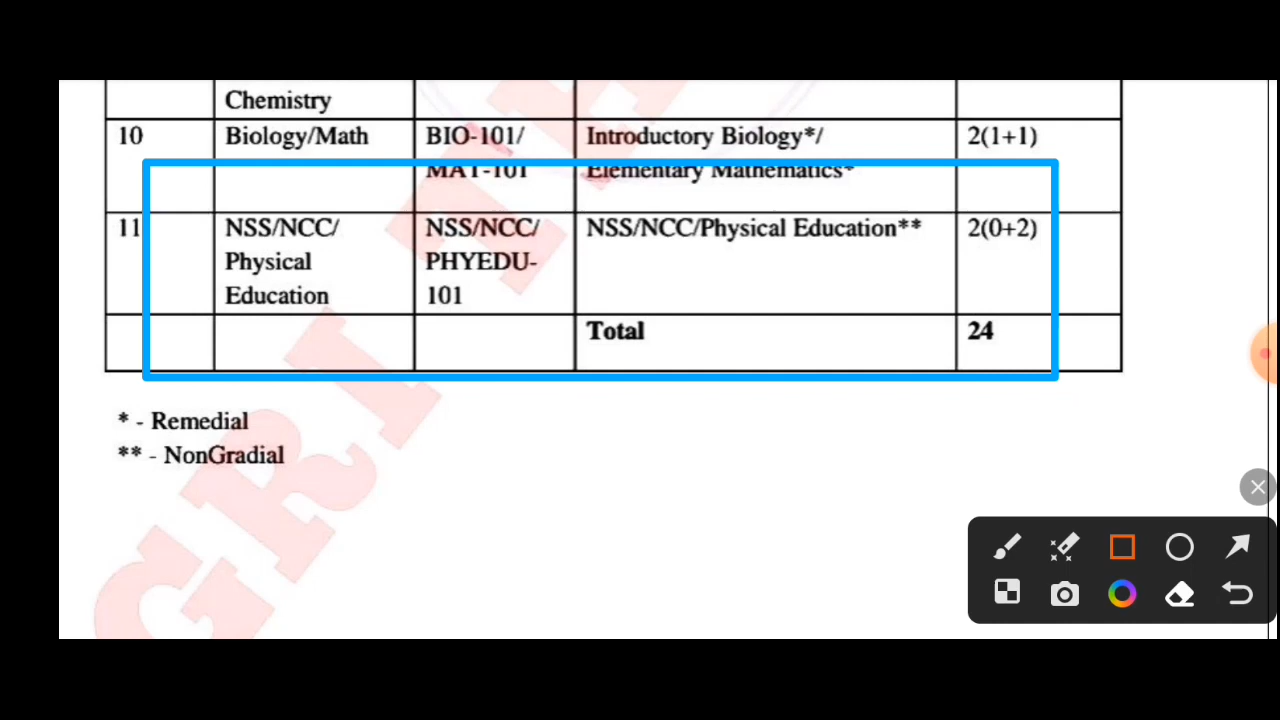 Chemistry
10 Biology/Math BIO-101/ Introductory Biology*/ 2(1+1)
MAT-101 Elementary Mathematics*
11 NSS/NCC/ NSS/NCC/ NSS/NCC/Physical Education** 2(0+2)
Physical PHYEDU-
Education 101
Total 24
* - Remedial
** - NonGradial
GRI